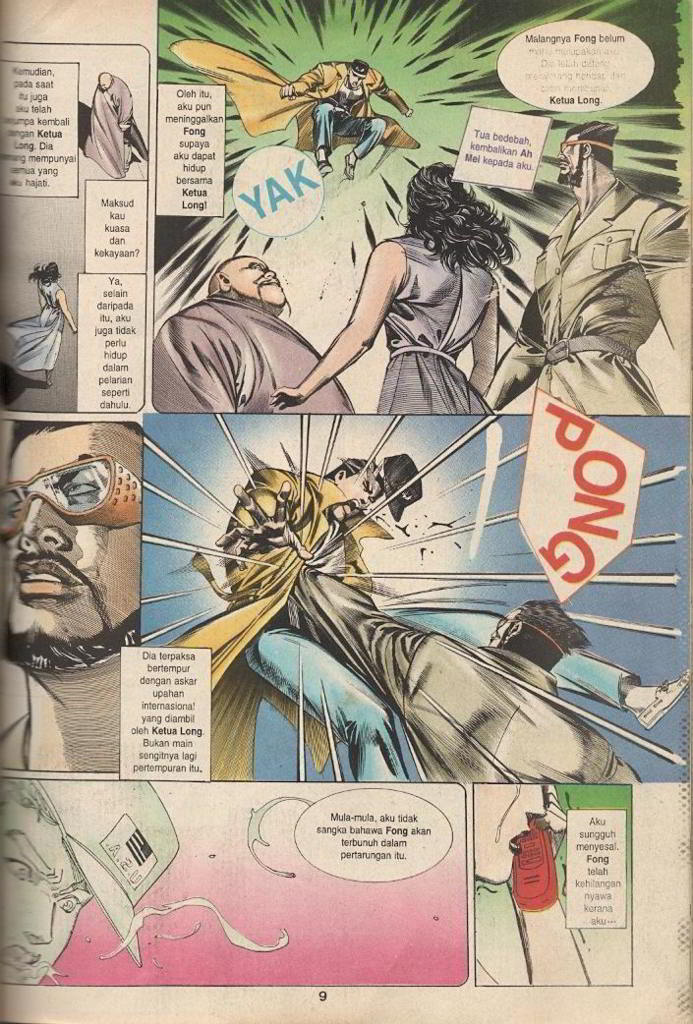 Kemudian,
pada saat
itu juga
aku telah
kembali
Ketua
Long. Dia
mempunyai
semua yang
hajati.
Maksud
kau
kuasa
dan
kekayaan?
Ya,
selain
daripada
itu, aku
juga tidak
perlu
hidup
dalam
pelarian
seperti
dahulu.
Oleh itu,
aku pun
meninggalkan
Fong
supaya
aku dapat
hidup
bersama
Ketua
Long!
YAK
Malangnya Fong belum
Dia telah datang
Ketua Long.
Tua bedebah,
kembalikan Ah
Mei kepada aku.
PONG
Dia terpaksa
bertempur
dengan askar
upahan
internasional
yang diambil
oleh Ketua Long.
Bukan main
sengitnya lagi
pertempuran itu.
Mula-mula, aku tidak
sangka bahawa Fong akan
terbunuh dalam
pertarungan itu.
Aku
sungguh
menyesal.
Fong
telah
kehilangan
nyawa
kerana
aku...
9